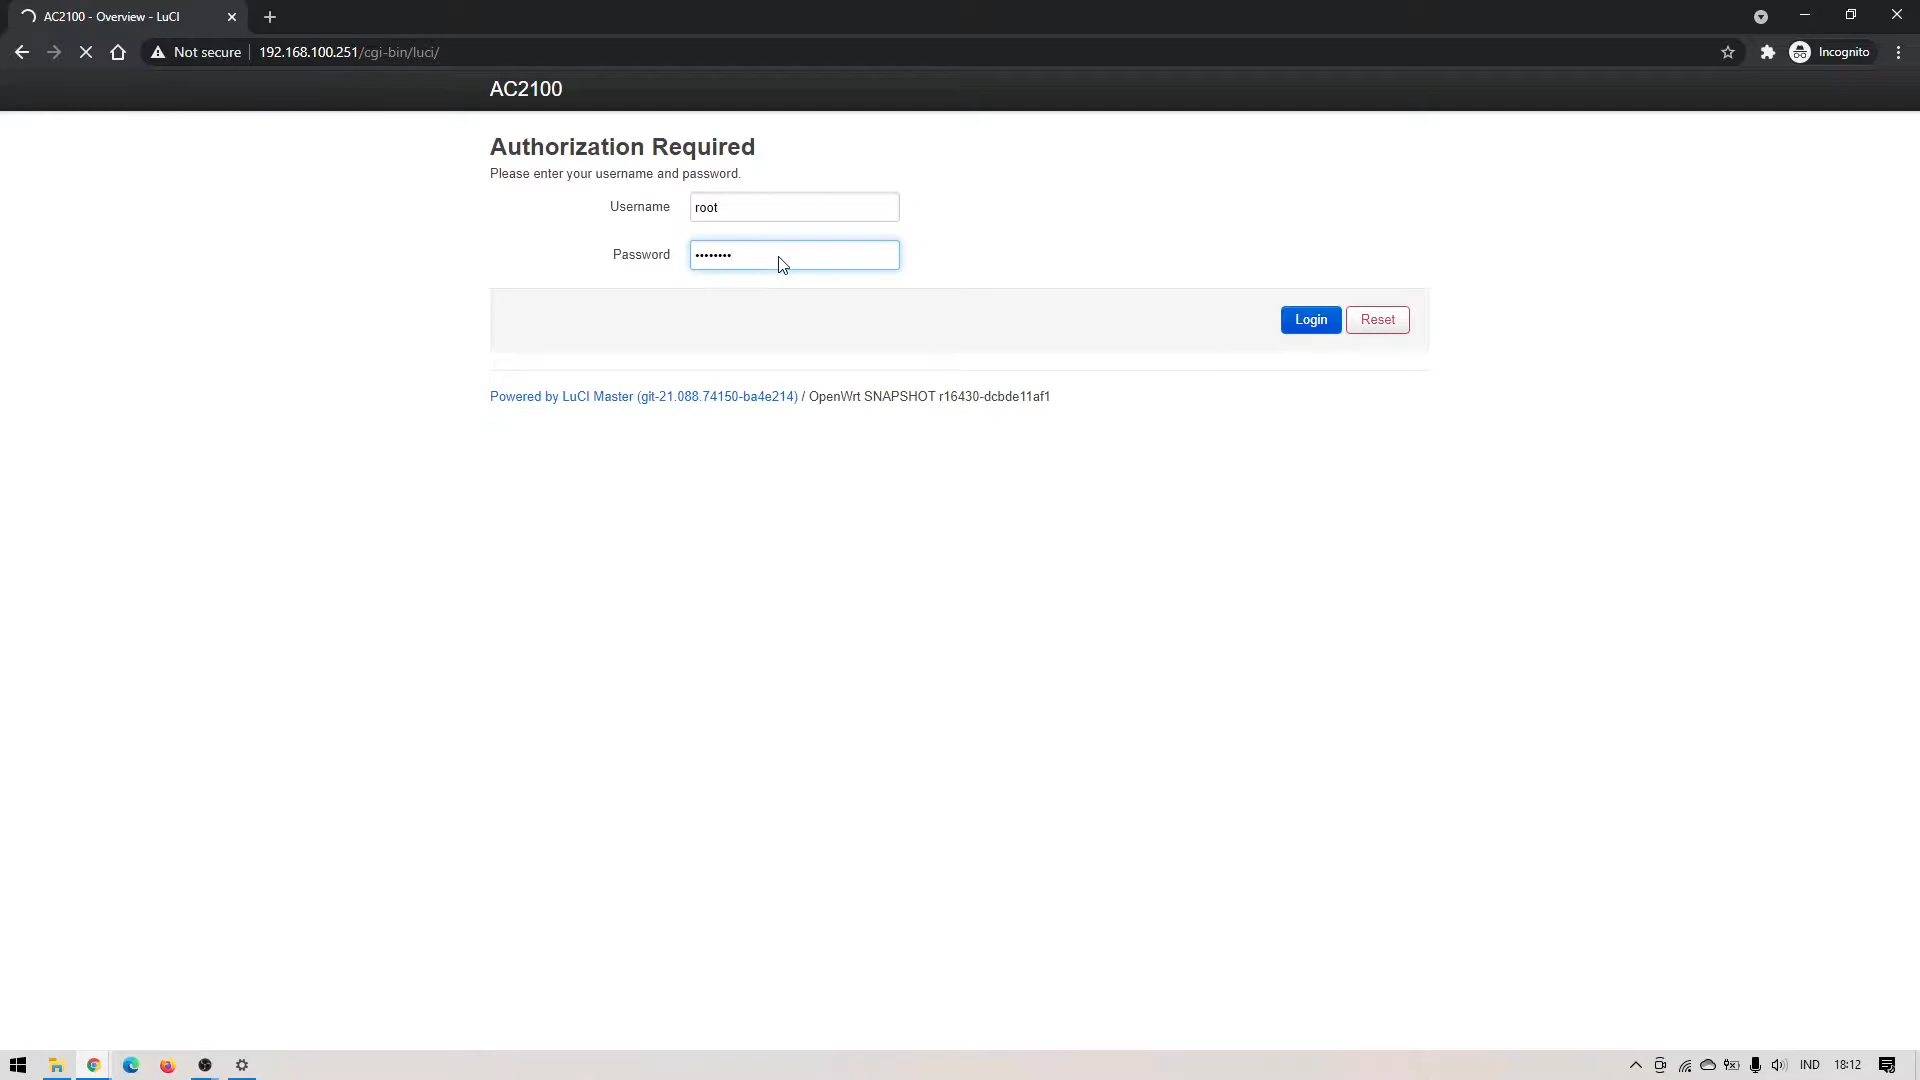 AC2100 - Overview - LuCI
Not secure
192.168.100.251/cgi-bin/luci/
Incognito
AC2100
Authorization Required
Please enter your username and password.
Username
root
Password
••••••••
Login
Reset
Powered by LuCI Master (git-21.088.74150-ba4e214) / OpenWrt SNAPSHOT r16430-dcbde11af1
IND
18:12